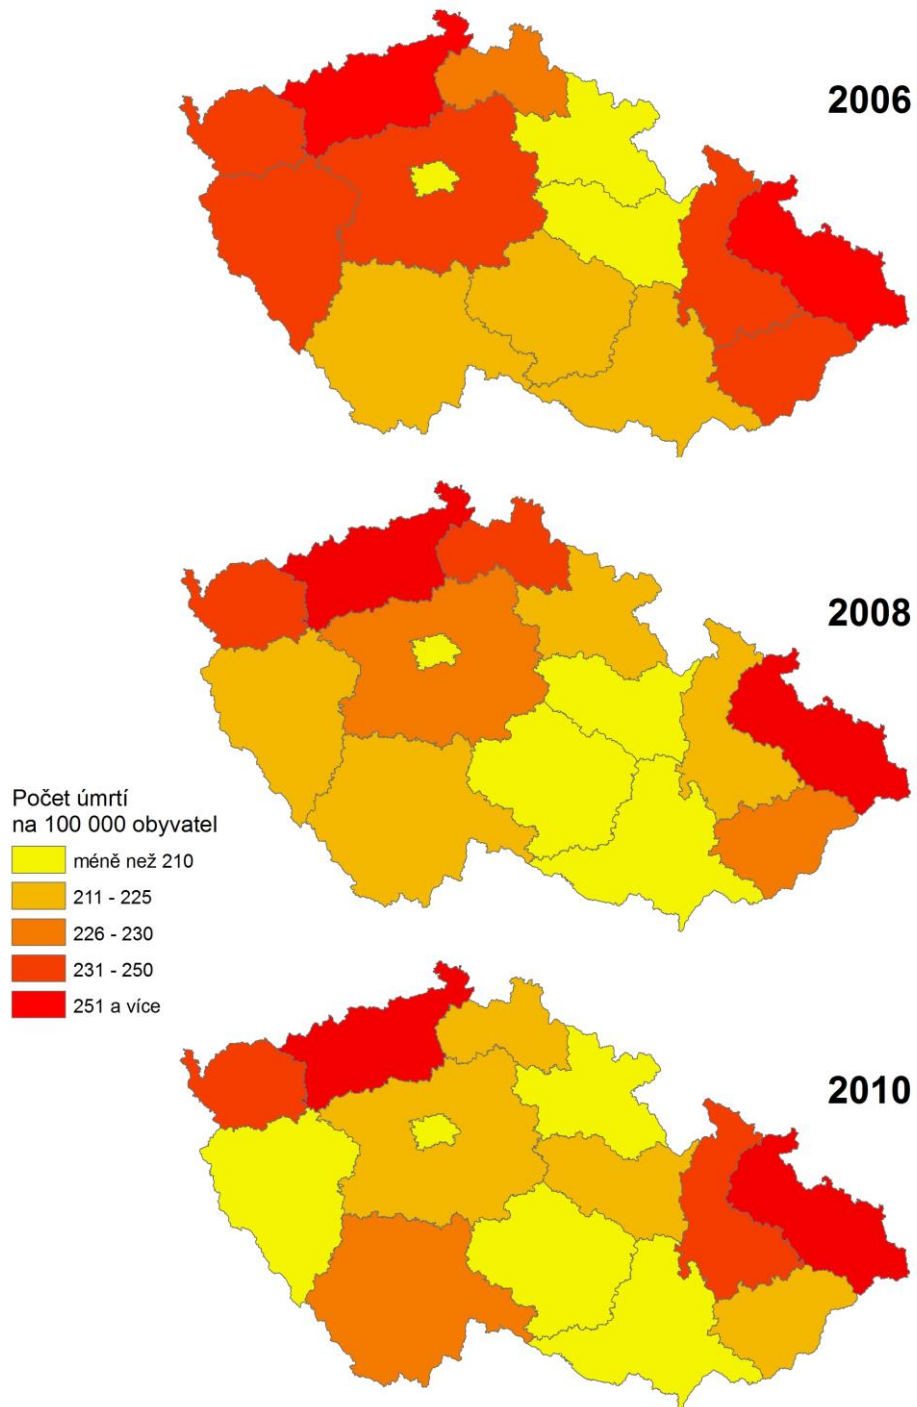 2006
2008
Počet úmrtí
na 100 000 obyvatel
méně než 210
211 - 225
226 - 230
231 - 250
251 a více
2010